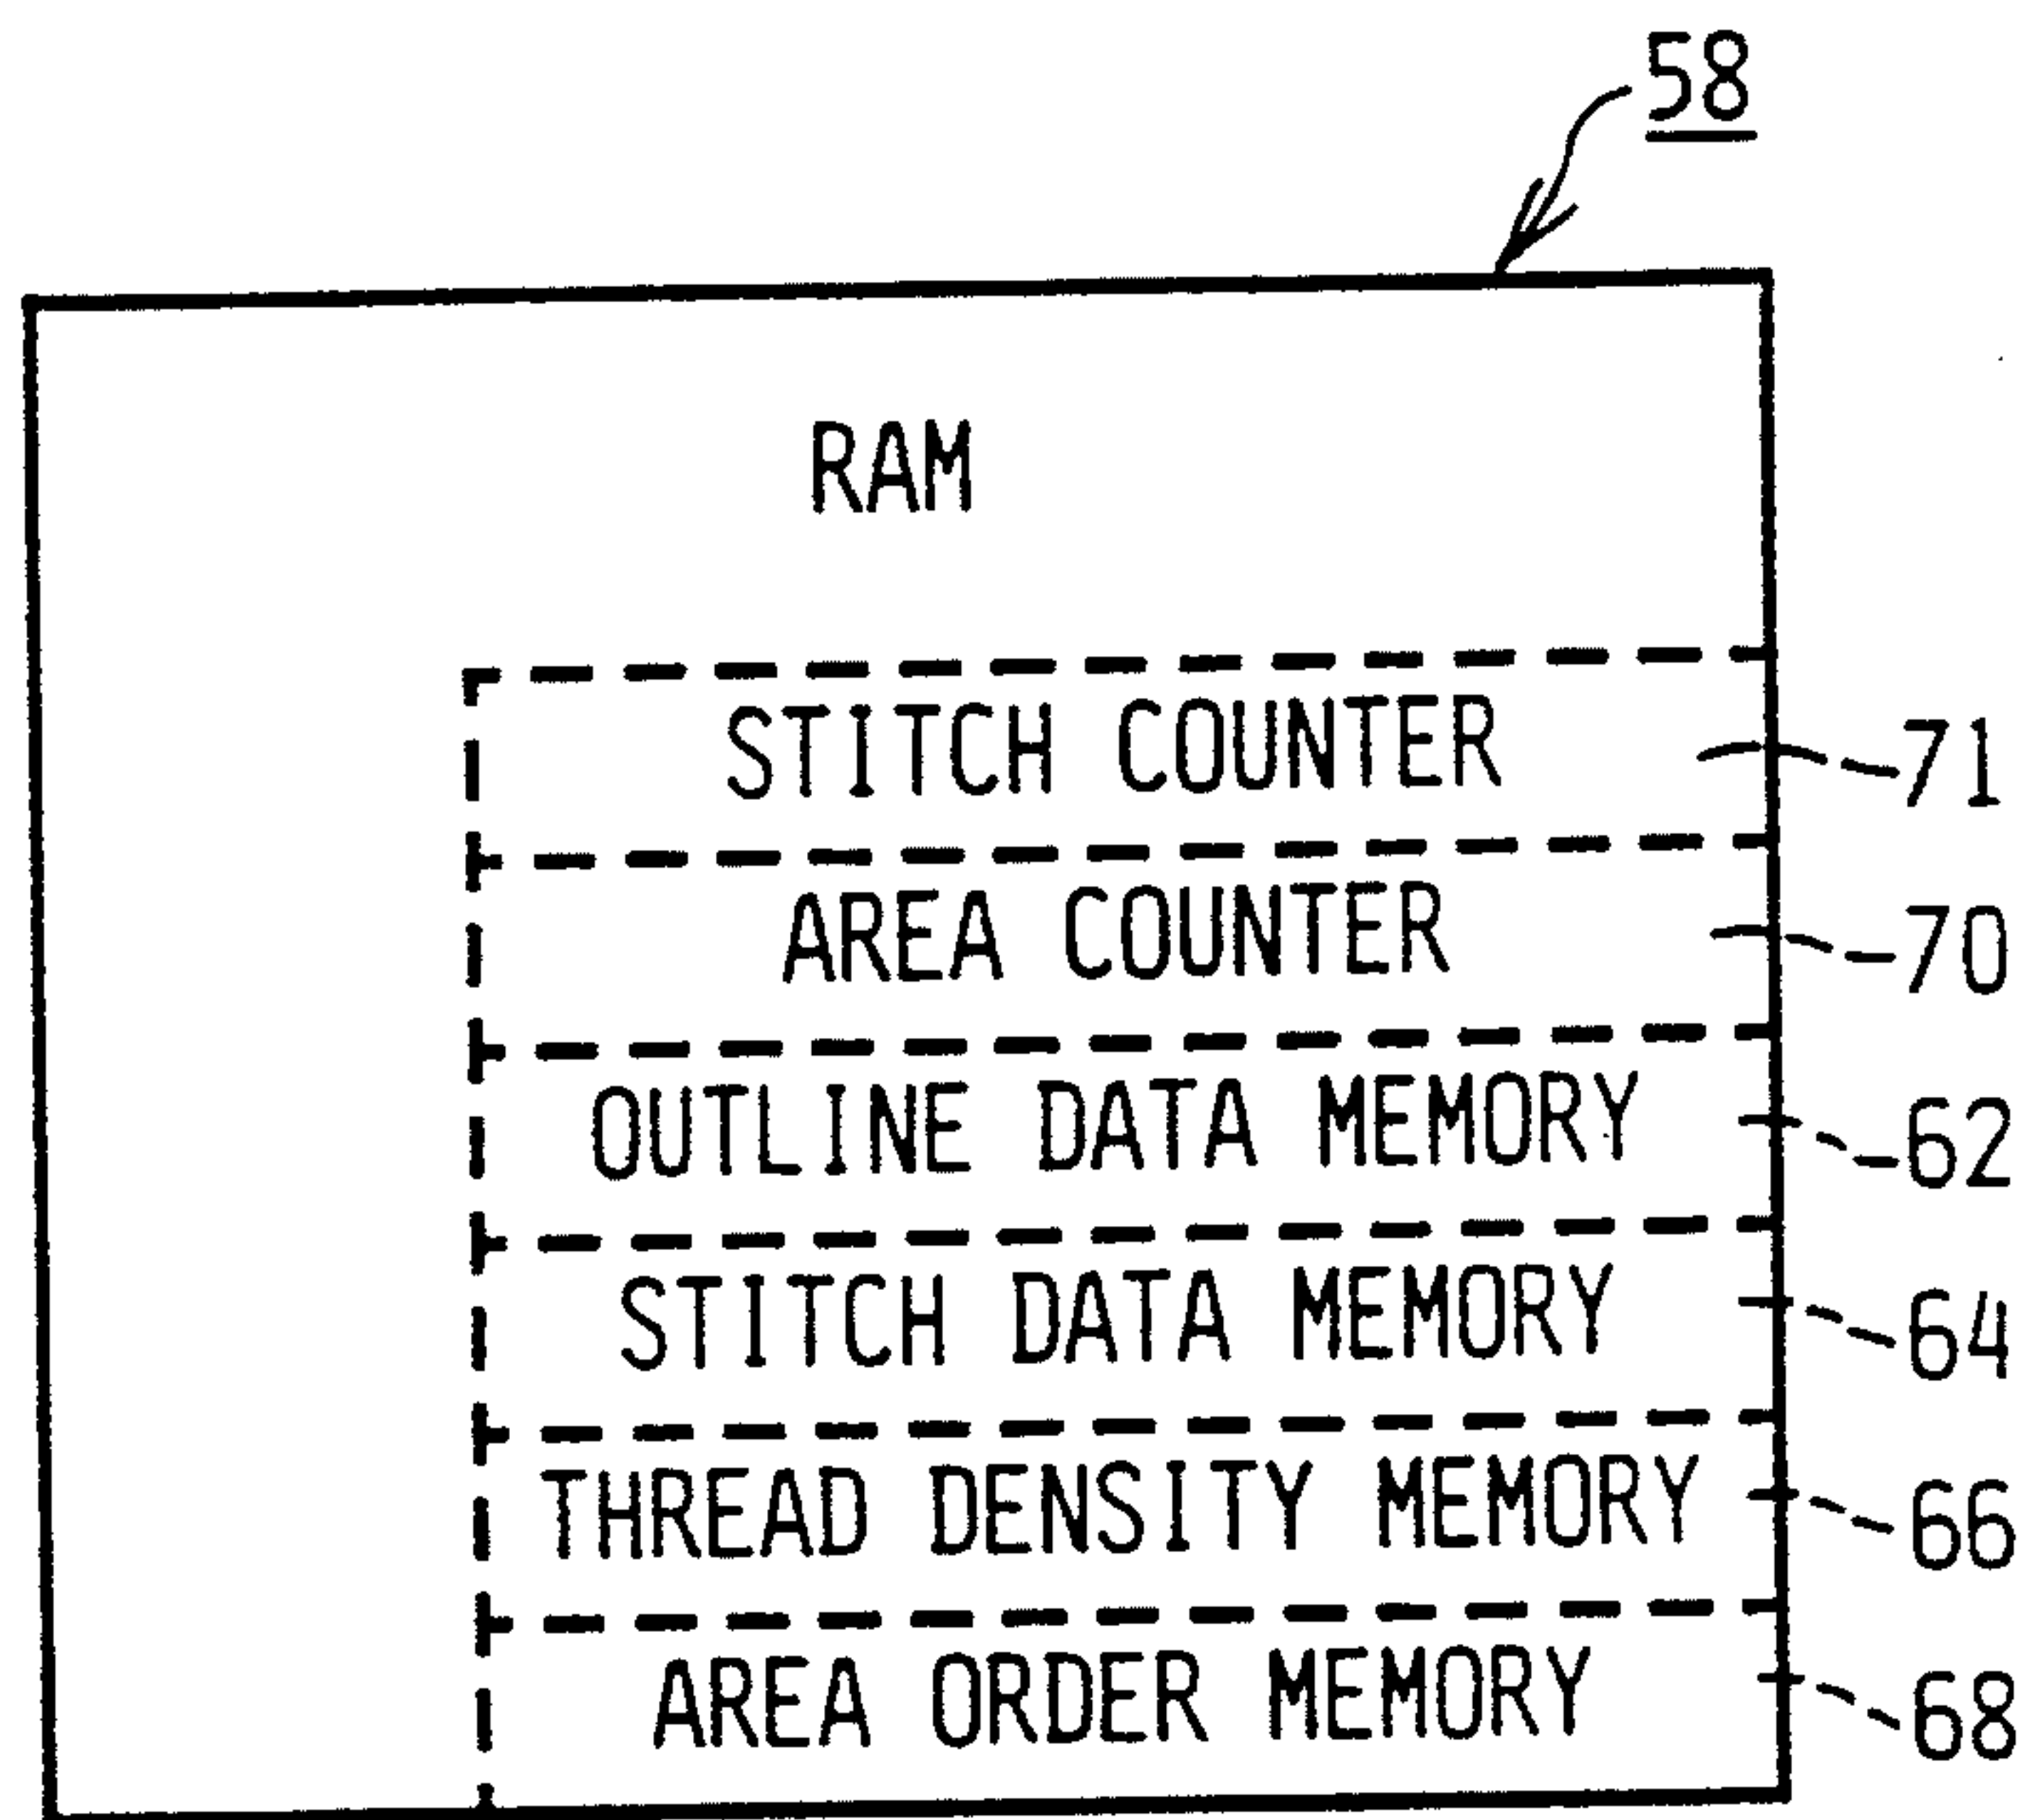 58
RAM
STITCH COUNTER 71
AREA COUNTER 70
OUTLINE DATA MEMORY 62
STITCH DATA MEMORY 64
THREAD DENSITY MEMORY 66
AREA ORDER MEMORY 68